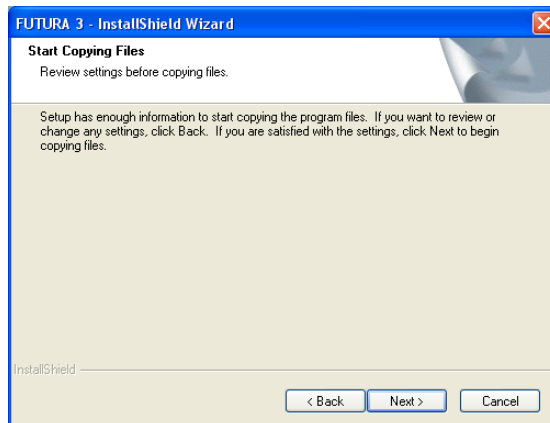 FUTURA 3 - InstallShield Wizard
Start Copying Files
Review settings before copying files.
Setup has enough information to start copying the program files. If you want to review or
change any settings, click Back. If you are satisfied with the settings, click Next to begin
copying files.
InstallShield
< Back
Next >
Cancel